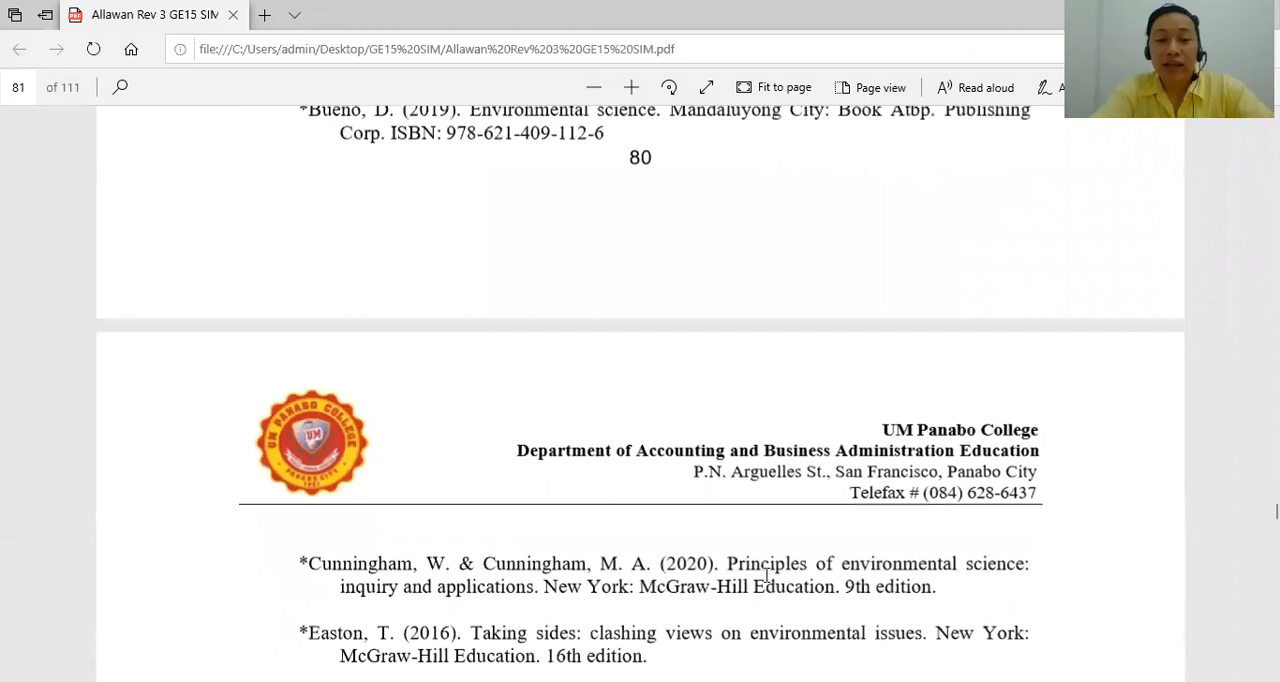 Allawan Rev 3 GE15 SIM
file:///C:/Users/admin/Desktop/GE15%20SIM/Allawan%20Rev%203%20GE15%20SIM.pdf
81 of 111
Fit to page
Page view
Read aloud
*Bueno, D. (2019). Environmental science. Mandaluyong City: Book Atbp. Publishing
Corp. ISBN: 978-621-409-112-6
80
UM PANABO COLLEGE
UM
UM Panabo College
Department of Accounting and Business Administration Education
P.N. Arguelles St., San Francisco, Panabo City
Telefax # (084) 628-6437
*Cunningham, W. & Cunningham, M. A. (2020). Principles of environmental science:
inquiry and applications. New York: McGraw-Hill Education. 9th edition.
*Easton, T. (2016). Taking sides: clashing views on environmental issues. New York:
McGraw-Hill Education. 16th edition.